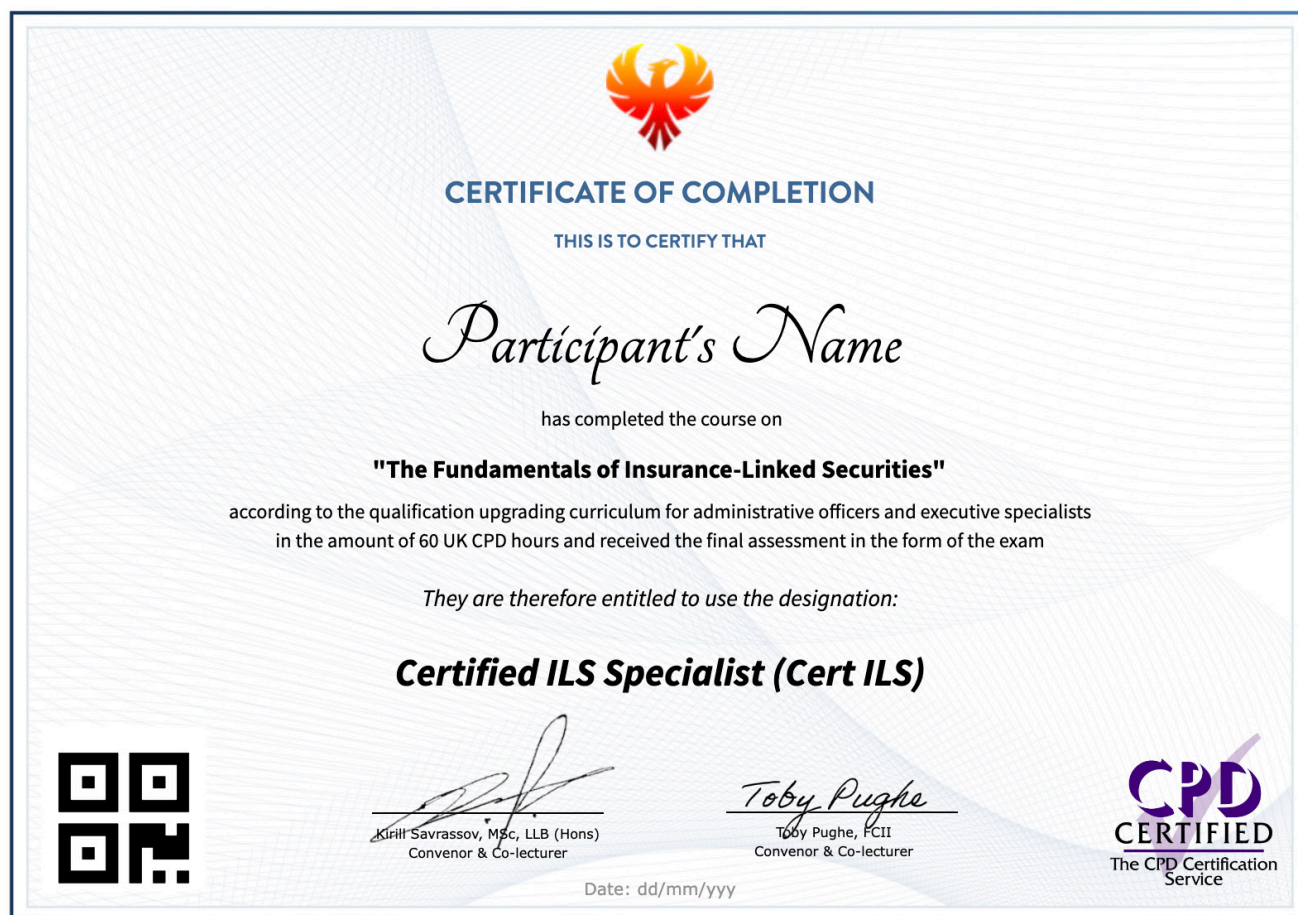 CERTIFICATE OF COMPLETION
THIS IS TO CERTIFY THAT
Participant's Name
has completed the course on
"The Fundamentals of Insurance-Linked Securities"
according to the qualification upgrading curriculum for administrative officers and executive specialists
in the amount of 60 UK CPD hours and received the final assessment in the form of the exam
They are therefore entitled to use the designation:
Certified ILS Specialist (Cert ILS)
Toby Pughe
Kirill Savrassov, MSc, LLB (Hons)
Convenor & Co-lecturer
Toby Pughe, FCII
Convenor & Co-lecturer
CPD
CERTIFIED
The CPD Certification
Service
Date: dd/mm/yyy